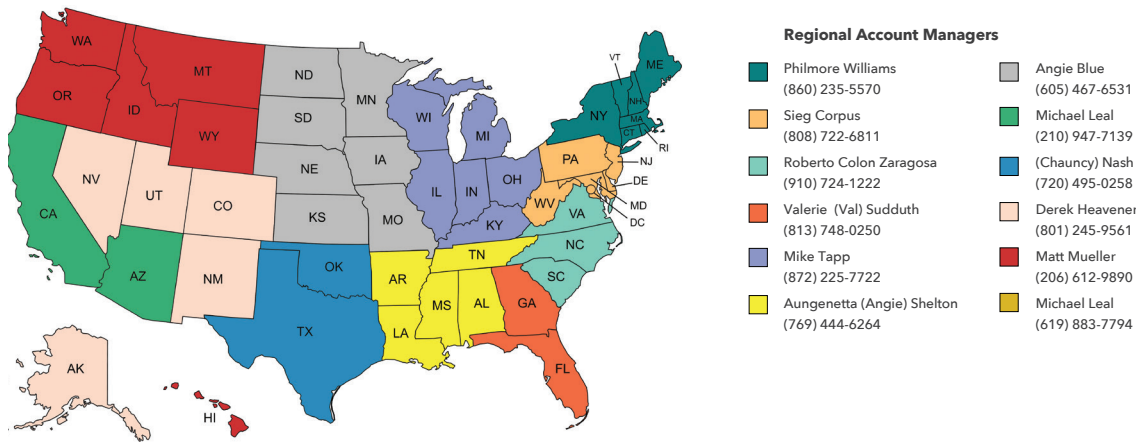 WA
MT
ND
MN
OR
ID
WY
SD
WI
MI
VT
ME
NH
NY
MA
CT
RI
NV
UT
CO
NE
IA
PA
NJ
DE
MD
DC
CA
KS
MO
IL
IN
OH
WV
KY
VA
AZ
NM
OK
AR
TN
NC
SC
TX
LA
MS
AL
GA
FL
AK
HI
Regional Account Managers
Philmore Williams
(860) 235-5570
Sieg Corpus
(808) 722-6811
Roberto Colon Zaragosa
(910) 724-1222
Valerie (Val) Sudduth
(813) 748-0250
Mike Tapp
(872) 225-7722
Aungenetta (Angie) Shelton
(769) 444-6264
Angie Blue
(605) 467-6531
Michael Leal
(210) 947-7139
(Chauncy) Nash
(720) 495-0258
Derek Heavener
(801) 245-9561
Matt Mueller
(206) 612-9890
Michael Leal
(619) 883-7794